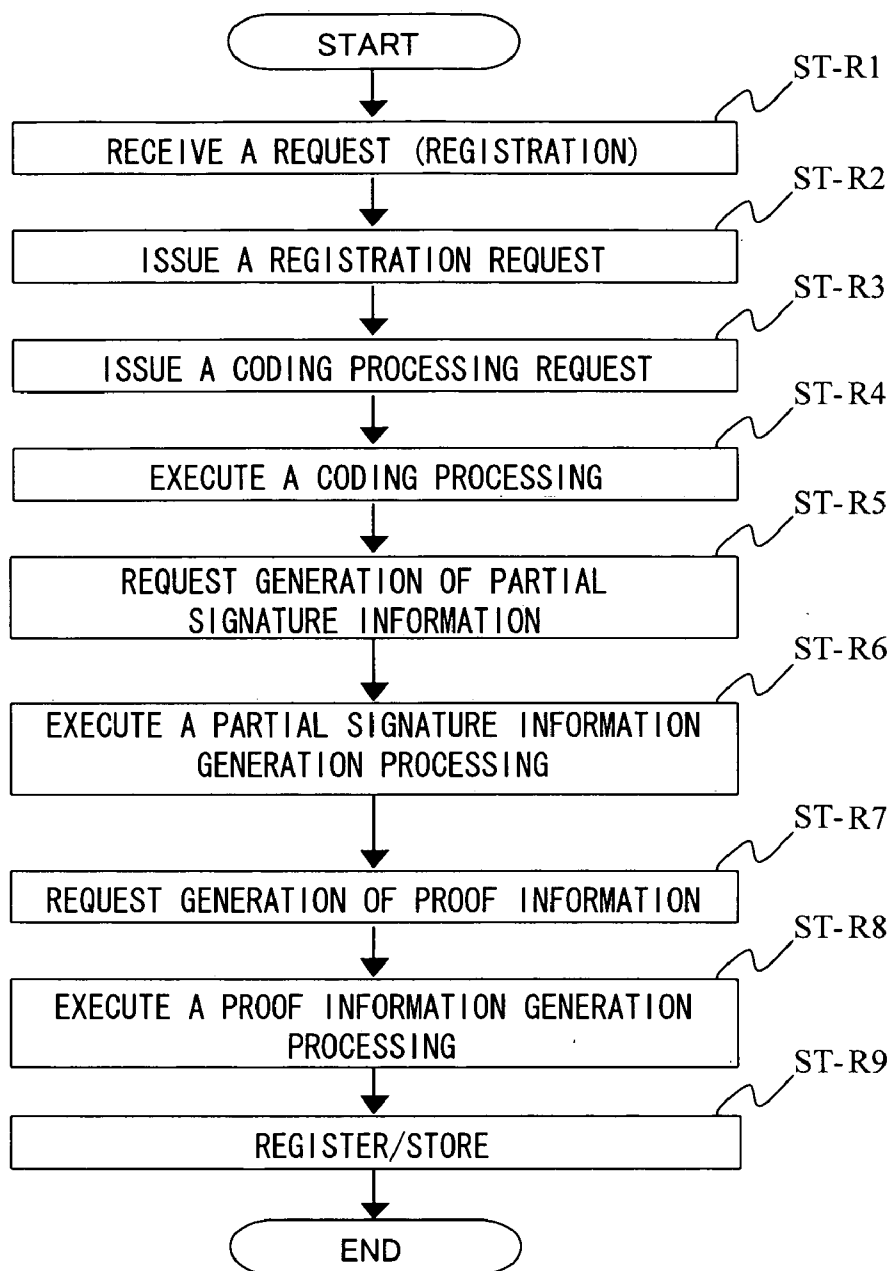 START
ST-R1
RECEIVE A REQUEST (REGISTRATION)
ST-R2
ISSUE A REGISTRATION REQUEST
ST-R3
ISSUE A CODING PROCESSING REQUEST
ST-R4
EXECUTE A CODING PROCESSING
ST-R5
REQUEST GENERATION OF PARTIAL
SIGNATURE INFORMATION
ST-R6
EXECUTE A PARTIAL SIGNATURE INFORMATION
GENERATION PROCESSING
ST-R7
REQUEST GENERATION OF PROOF INFORMATION
ST-R8
EXECUTE A PROOF INFORMATION GENERATION
PROCESSING
ST-R9
REGISTER/STORE
END